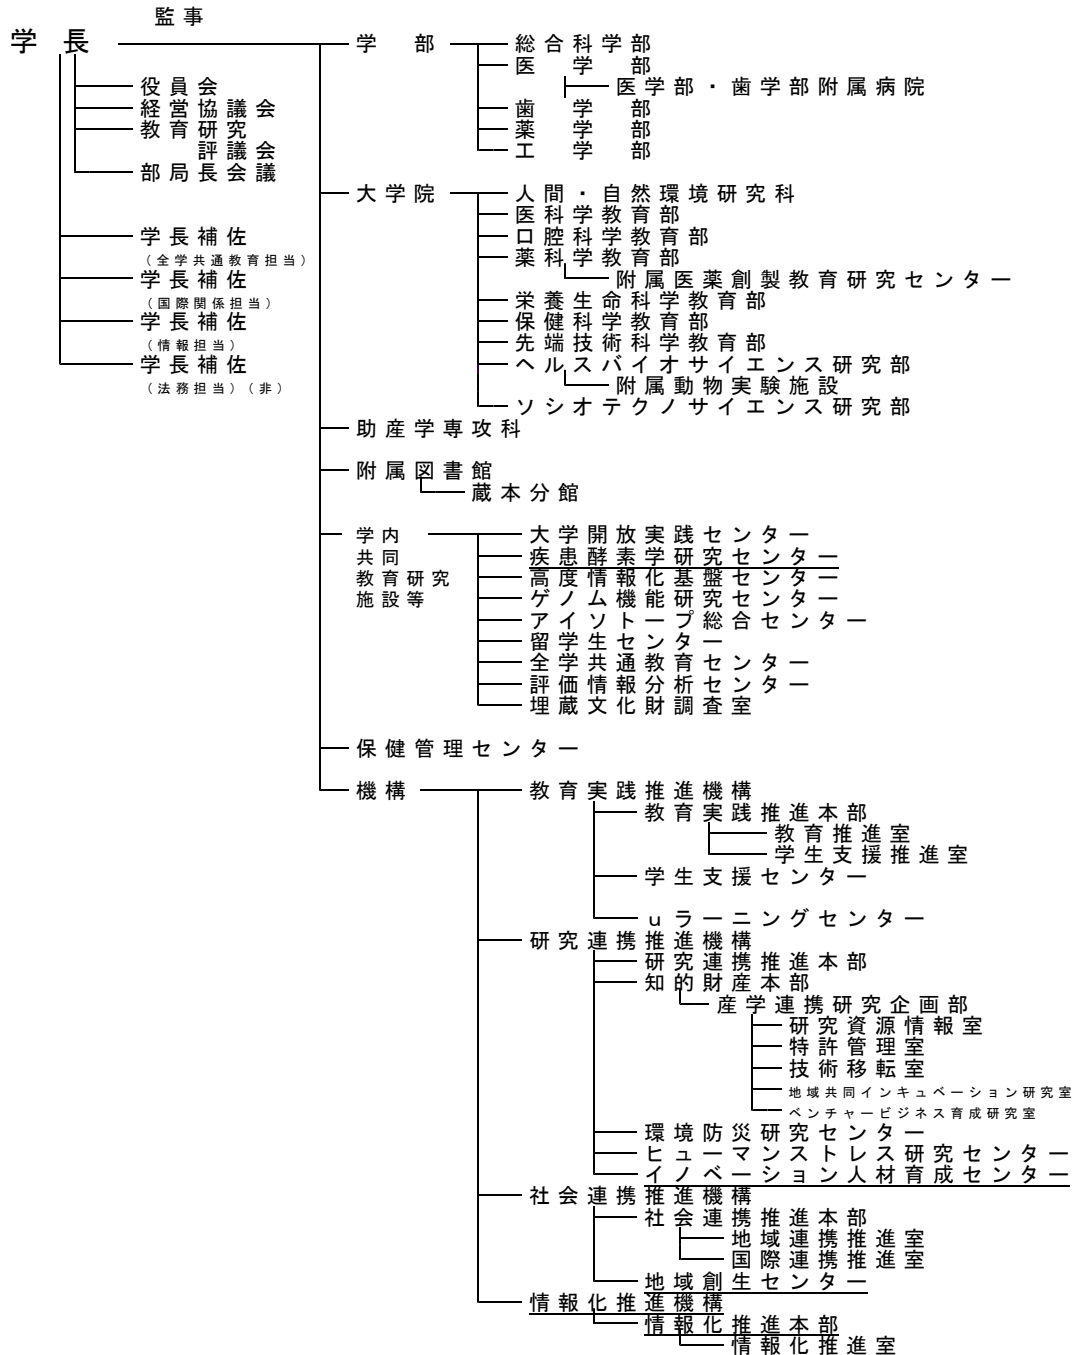 監事
学長
学部
総合科学部
医学部
医学部・歯学部附属病院
歯学部
薬学部
工学部
役員会
経営協議会
教育研究
評議会
部局長会議
学長補佐
（全学共通教育担当）
学長補佐
（国際関係担当）
学長補佐
（情報担当）
学長補佐
（法務担当）（非）
大学院
人間・自然環境研究科
医科学教育部
口腔科学教育部
薬科学教育部
附属医薬創製教育研究センター
栄養生命科学教育部
保健科学教育部
先端技術科学教育部
ヘルスバイオサイエンス研究部
附属動物実験施設
ソシオテクノサイエンス研究部
助産学専攻科
附属図書館
蔵本分館
学内
共同
教育研究
施設等
大学開放実践センター
疾患酵素学研究センター
高度情報化基盤センター
ゲノム機能研究センター
アイソトープ総合センター
留学生センター
全学共通教育センター
評価情報分析センター
埋蔵文化財調査室
保健管理センター
機構
教育実践推進機構
教育実践推進本部
教育推進室
学生支援推進室
学生支援センター
uラーニングセンター
研究連携推進機構
研究連携推進本部
知的財産本部
産学連携研究企画部
研究資源情報室
特許管理室
技術移転室
地域共同インキュベーション研究室
ベンチャービジネス育成研究室
環境防災研究センター
ヒューマンストレス研究センター
イノベーション人材育成センター
社会連携推進機構
社会連携推進本部
地域連携推進室
国際連携推進室
地域創生センター
情報化推進機構
情報化推進本部
情報化推進室